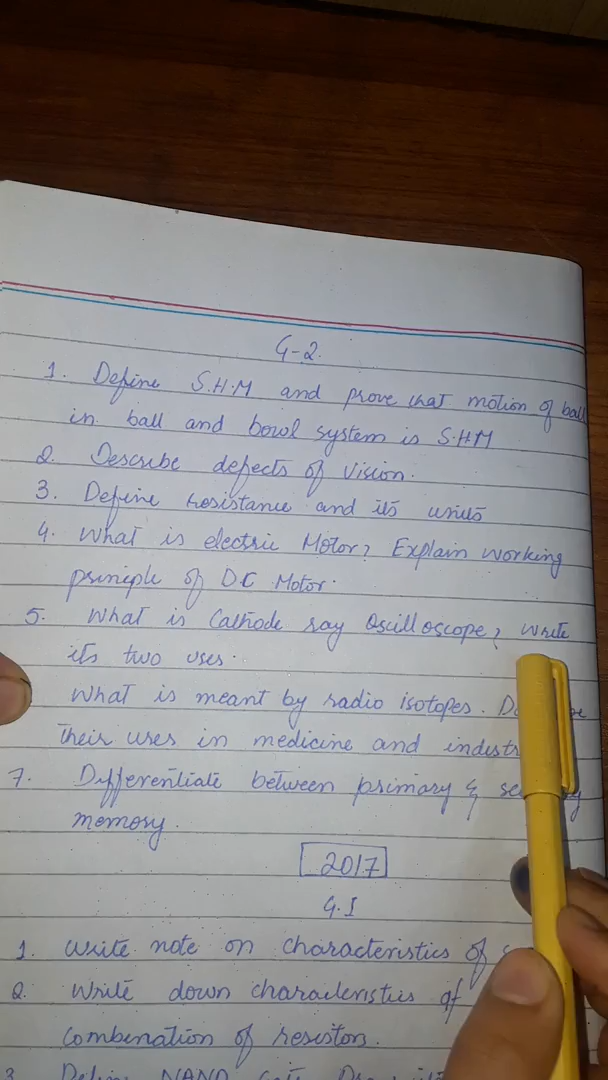 G-2.
1. Define S.H.M and prove that motion of ball
in ball and bowl system is S.H.M
2. Describe defects of vision.
3. Define resistance and its units
4. What is electric Motor? Explain working
principle of D.C Motor.
5. What is Cathode ray Oscilloscope? Write
its two uses.
What is meant by radio isotopes.
their uses in medicine and
7. Differentiate between primary &
memory.
2017
G.I
1. Write note on characteristics of
2. Write down characteristics of
combination of resistors.
3 Define NAND